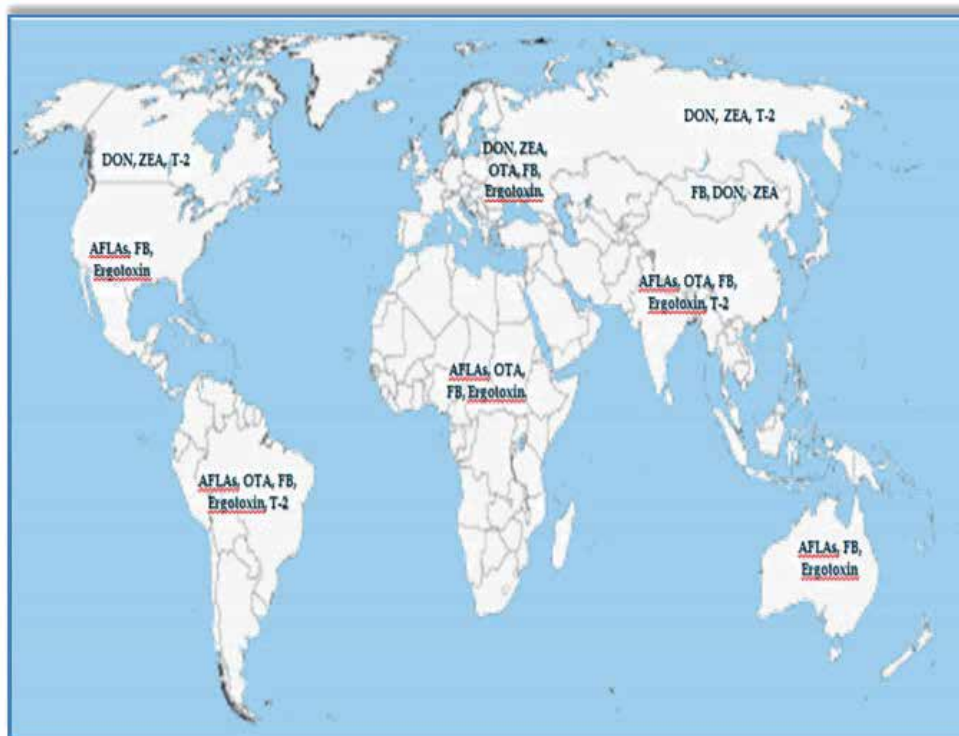 DON, ZEA, T-2
DON, ZEA, T-2
DON, ZEA,
OTA, FB,
Ergotoxin
FB, DON, ZEA
AFLAs, FB,
Ergotoxin
AFLAs, OTA, FB,
Ergotoxin, T-2
AFLAs, OTA,
FB, Ergotoxin
AFLAs, OTA, FB,
Ergotoxin, T-2
AFLAs, FB,
Ergotoxin